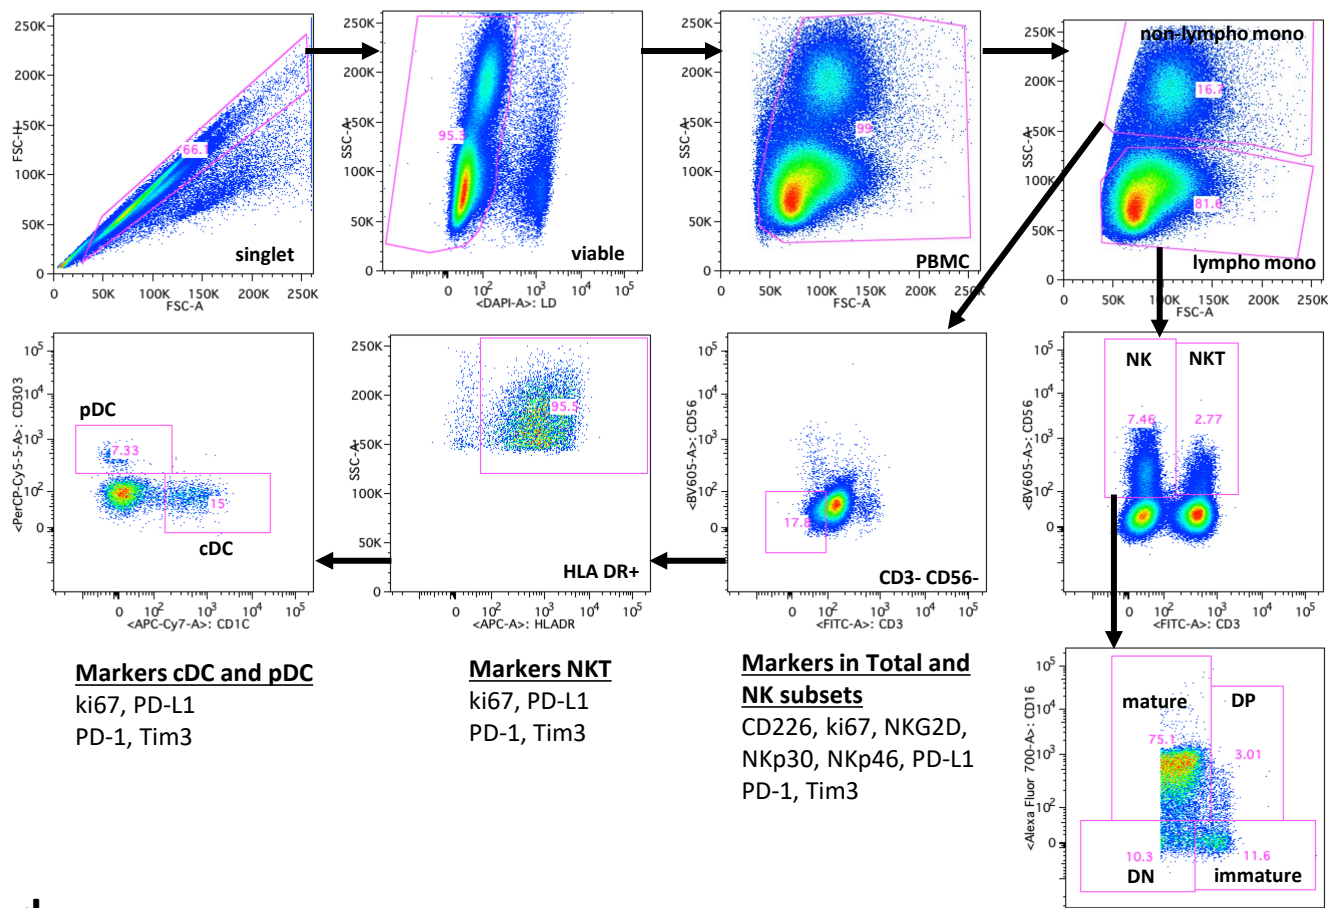 250K
200K
150K
100K
50K
0
FSC-H
66.1
singlet
0 50K 100K 150K 200K 250K
FSC-A
250K
200K
150K
100K
50K
0
SSC-A
95.3
viable
10² 10³ 10⁴ 10⁵
<DAPI-A>: LD
250K
200K
150K
100K
50K
0
SSC-A
99
PBMC
50K 100K 150K 200K 250K
non-lympho mono
250K
200K
150K
100K
50K
0
SSC-A
16.7
81.6
lympho mono
0 50K 100K 150K 200K 250K
FSC-A
10⁵
10⁴
10³
10²
0
<PerCP-Cy5-5-A>: CD303
pDC
7.33
15
cDC
0 10² 10³ 10⁴ 10⁵
<APC-Cy7-A>: CD1C
250K
200K
150K
100K
50K
0
SSC-A
95.5
HLA DR+
0 10² 10³ 10⁴ 10⁵
<APC-A>: HLADR
10⁵
10⁴
10³
10²
0
<BV605-A>: CD56
17.8
CD3- CD56-
0 10² 10³ 10⁴ 10⁵
<FITC-A>: CD3
10⁵
10⁴
10³
10²
0
<BV605-A>: CD56
NK NKT
7.46 2.77
0 10² 10³ 10⁴ 10⁵
<FITC-A>: CD3
Markers cDC and pDC
ki67, PD-L1
PD-1, Tim3
Markers NKT
ki67, PD-L1
PD-1, Tim3
Markers in Total and
NK subsets
CD226, ki67, NKG2D,
NKp30, NKp46, PD-L1
PD-1, Tim3
10⁵
10⁴
10³
10²
0
<Alexa Fluor 700-A>: CD16
mature DP
75.1 3.01
10.3 11.6
DN immature